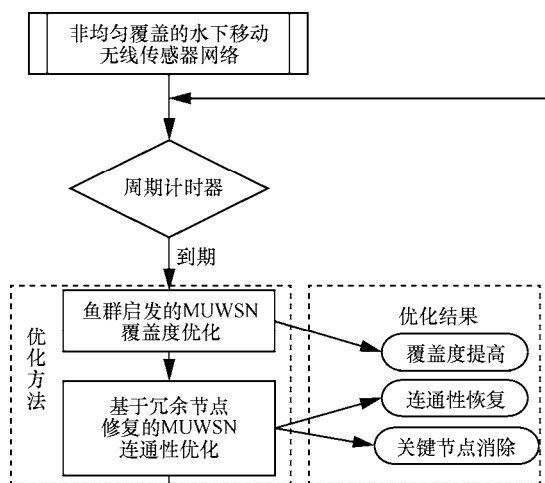 非均匀覆盖的水下移动
无线传感器网络
周期计时器
到期
优化方法
鱼群启发的MUWSN
覆盖度优化
基于冗余节点
修复的MUWSN
连通性优化
优化结果
覆盖度提高
连通性恢复
关键节点消除